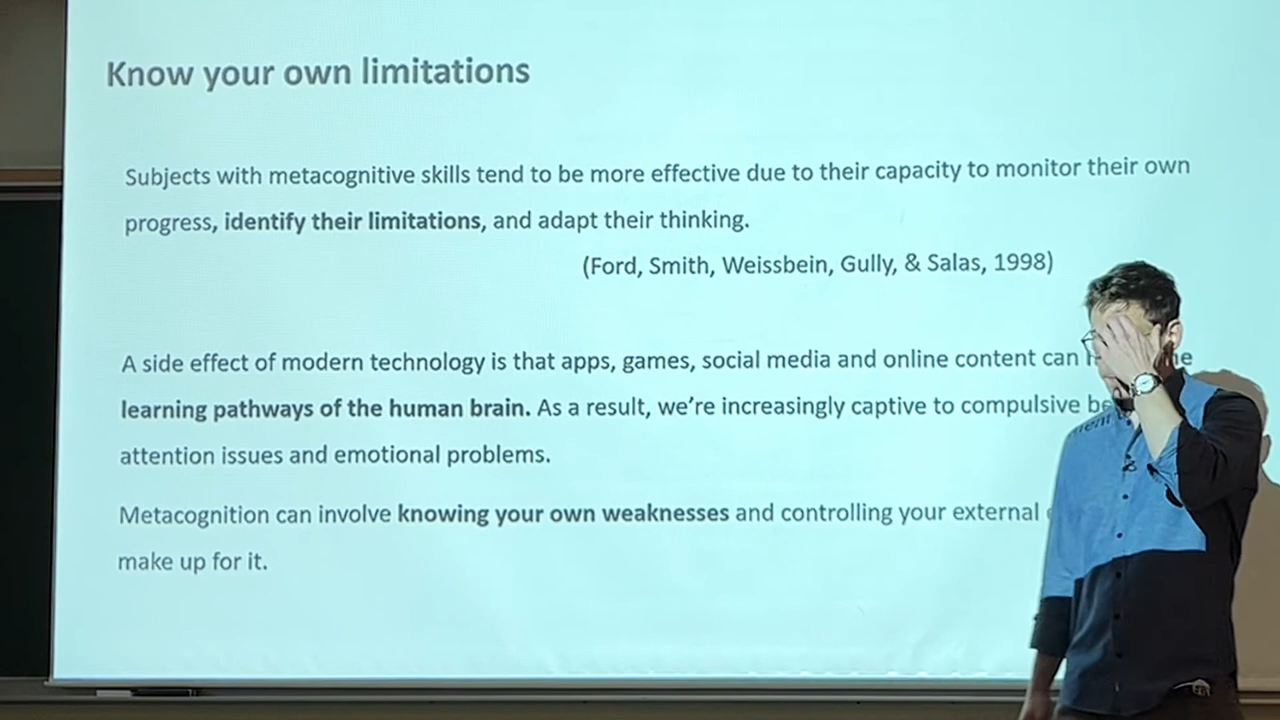 Know your own limitations
Subjects with metacognitive skills tend to be more effective due to their capacity to monitor their own
progress, identify their limitations, and adapt their thinking.
(Ford, Smith, Weissbein, Gully, & Salas, 1998)
A side effect of modern technology is that apps, games, social media and online content can
learning pathways of the human brain. As a result, we’re increasingly captive to compulsive
attention issues and emotional problems.
Metacognition can involve knowing your own weaknesses and controlling your external
make up for it.